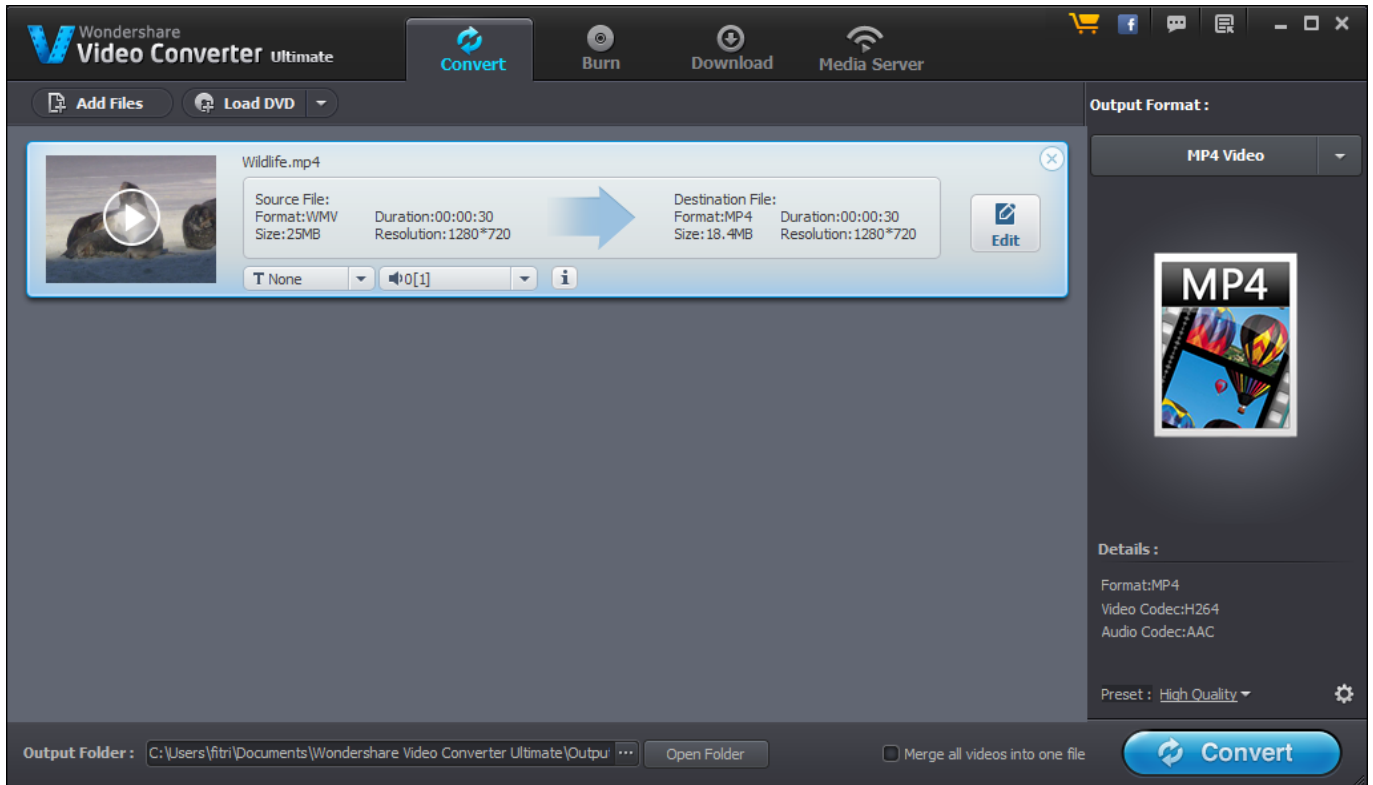 Wondershare
Video Converter Ultimate
Convert
Burn
Download
Media Server
Add Files
Load DVD
Output Format :
MP4 Video
Wildlife.mp4
Source File:
Format:WMV Duration:00:00:30
Size:25MB Resolution:1280*720
Destination File:
Format:MP4 Duration:00:00:30
Size:18.4MB Resolution:1280*720
Edit
T None
0[1]
i
MP4
Details :
Format:MP4
Video Codec:H264
Audio Codec:AAC
Preset : High Quality
Output Folder : C:\Users\fitri\Documents\Wondershare Video Converter Ultimate\Outpu ... Open Folder
Merge all videos into one file
Convert